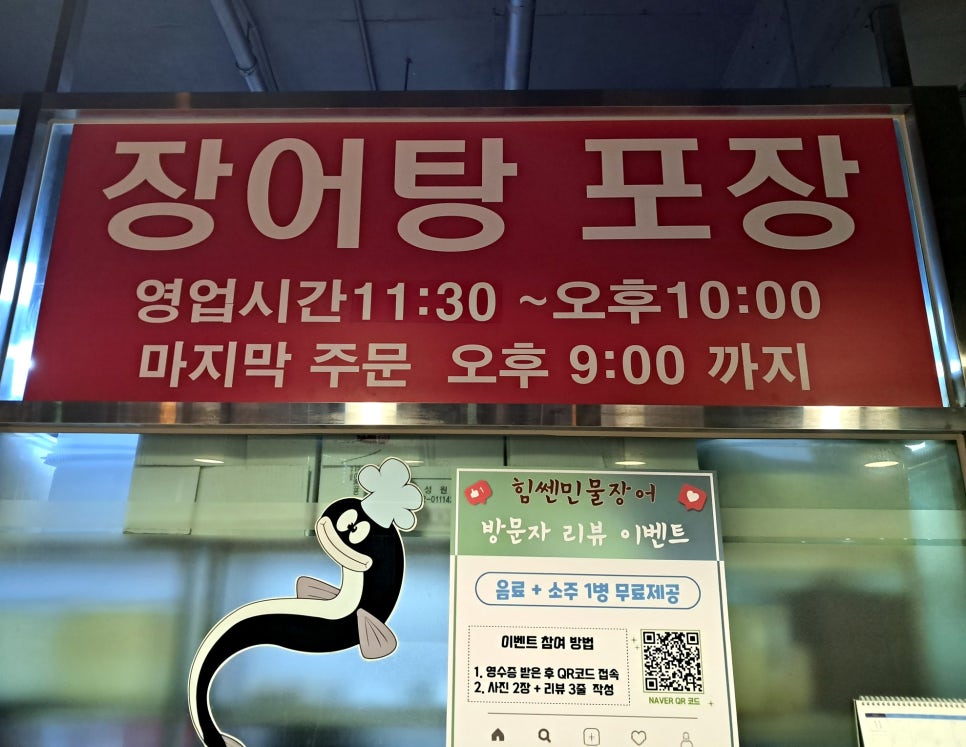 장어탕 포장
영업시간11:30 ~오후10:00
마지막 주문 오후 9:00 까지
성원
-01142
힘쎈민물장어
방문자 리뷰 이벤트
음료 + 소주 1병 무료제공
이벤트 참여 방법
1. 영수증 받은 후 QR코드 접속
2. 사진 2장 + 리뷰 3줄 작성
NAVER QR 코드